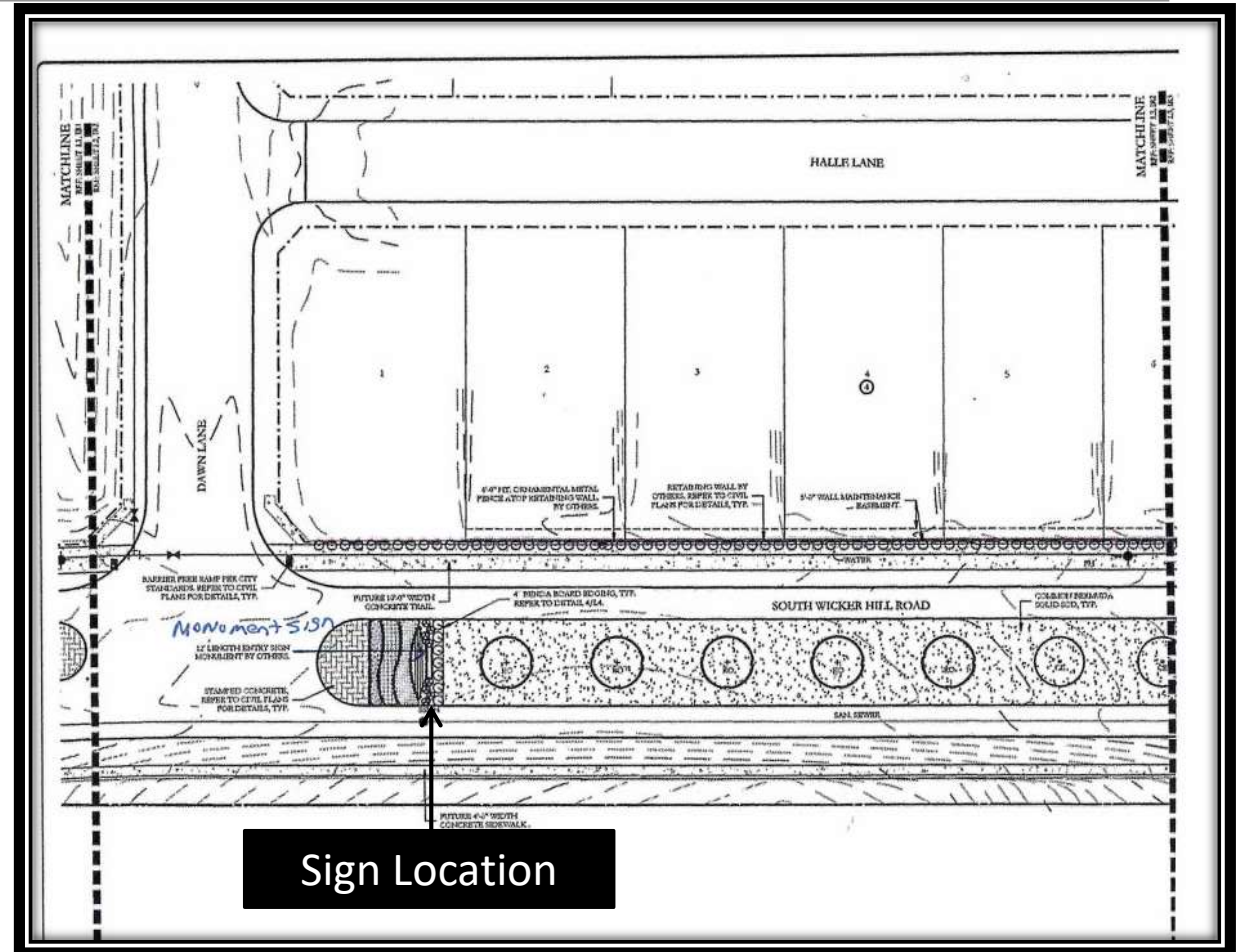 MATCHLINE
MATCHLINE
HALLE LANE
1
2
3
4
4
5
6
DAWN LANE
ORNAMENTAL METAL
FENCE ATOP RETAINING WALL
BY OTHERS.
RETAINING WALL BY
OTHERS. REFER TO CIVIL
PLANS FOR DETAILS, TYP.
WALL MAINTENANCE
EASEMENT.
WATER
BARRIER FREE RAMP PER CITY
STANDARDS. REFER TO CIVIL
PLANS FOR DETAILS, TYP.
FUTURE 10'-0" WIDTH
CONCRETE TRAIL.
4" BENDA BOARD EDGING, TYP.
REFER TO DETAIL 4/L4.
SOUTH WICKER HILL ROAD
COMMON BERMUDA
SOLID SOD, TYP.
Monument Sign
12' LENGTH ENTRY SIGN
MONUMENT BY OTHERS.
STAMPED CONCRETE,
REFER TO CIVIL PLANS
FOR DETAILS, TYP.
SAN. SEWER
FUTURE 4'-0" WIDTH
CONCRETE SIDEWALK.
Sign Location